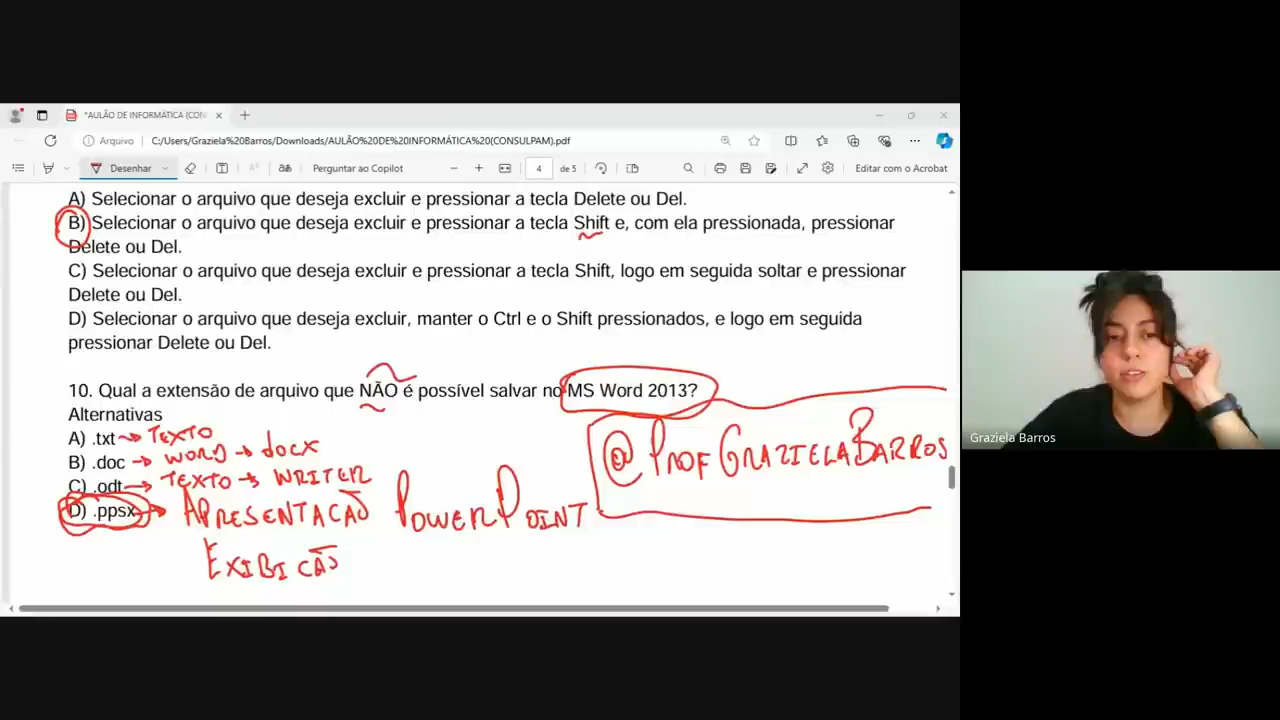 *AULÃO DE INFORMÁTICA (CON
Arquivo C:/Users/Graziela%20Barros/Downloads/AULÃO%20DE%20INFORMÁTICA%20(CONSULPAM).pdf
Desenhar Perguntar ao Copilot 4 de 5 Editar com o Acrobat
A) Selecionar o arquivo que deseja excluir e pressionar a tecla Delete ou Del.
B) Selecionar o arquivo que deseja excluir e pressionar a tecla Shift e, com ela pressionada, pressionar
Delete ou Del.
C) Selecionar o arquivo que deseja excluir e pressionar a tecla Shift, logo em seguida soltar e pressionar
Delete ou Del.
D) Selecionar o arquivo que deseja excluir, manter o Ctrl e o Shift pressionados, e logo em seguida
pressionar Delete ou Del.
10. Qual a extensão de arquivo que NÃO é possível salvar no MS Word 2013?
Alternativas
A) .txt → TEXTO
B) .doc → WORD → docx
C) .odt → TEXTO → WRITER
D) .ppsx → APRESENTAÇÃO POWERPOINT
EXIBIÇÃO
@PROFGRAZIELABARROS
Graziela Barros